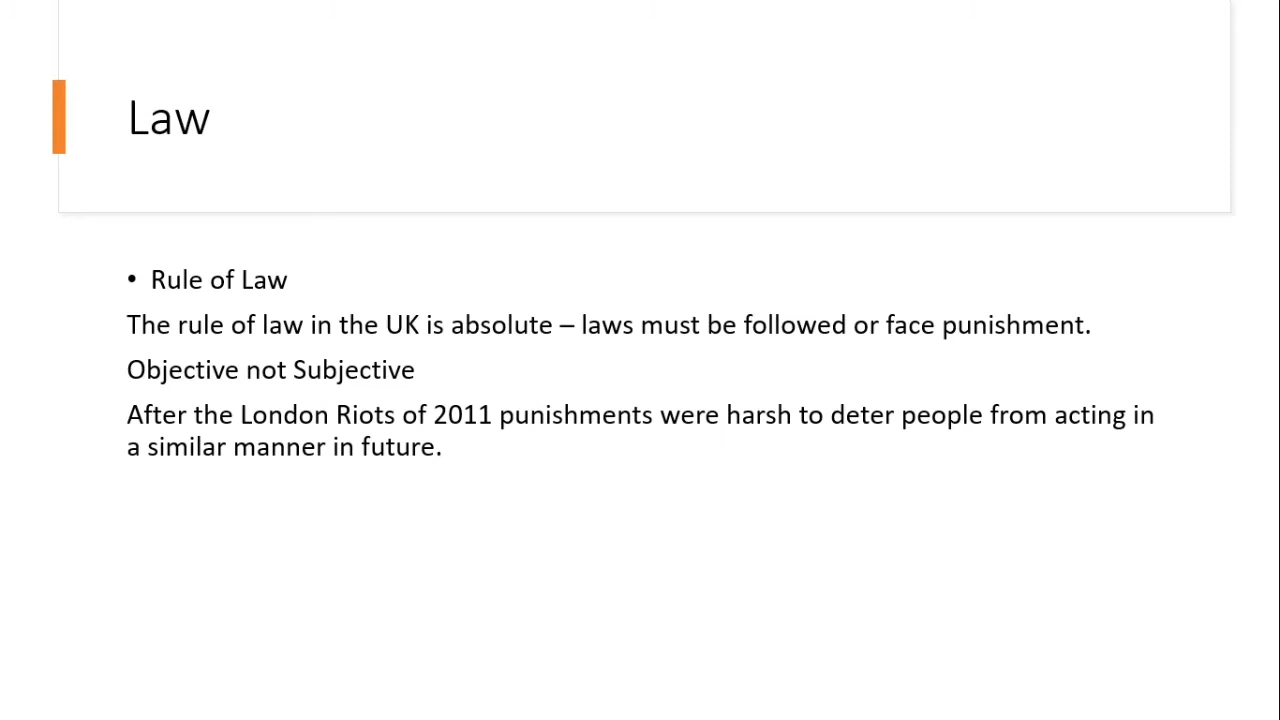 Law
• Rule of Law
The rule of law in the UK is absolute – laws must be followed or face punishment.
Objective not Subjective
After the London Riots of 2011 punishments were harsh to deter people from acting in
a similar manner in future.